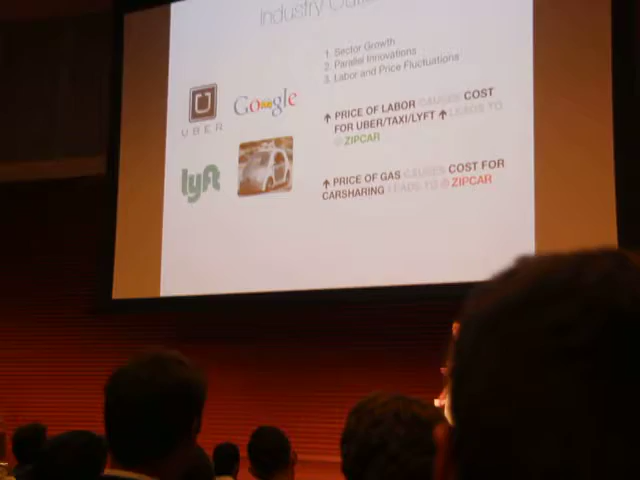 Industry Outlook
1. Sector Growth
2. Parallel Innovations
3. Labor and Price Fluctuations
UBER
Google
lyft
PRICE OF LABOR CAUSES COST
FOR UBER/TAXI/LYFT LEADS TO
ZIPCAR
PRICE OF GAS CAUSES COST FOR
CARSHARING LEADS TO ZIPCAR